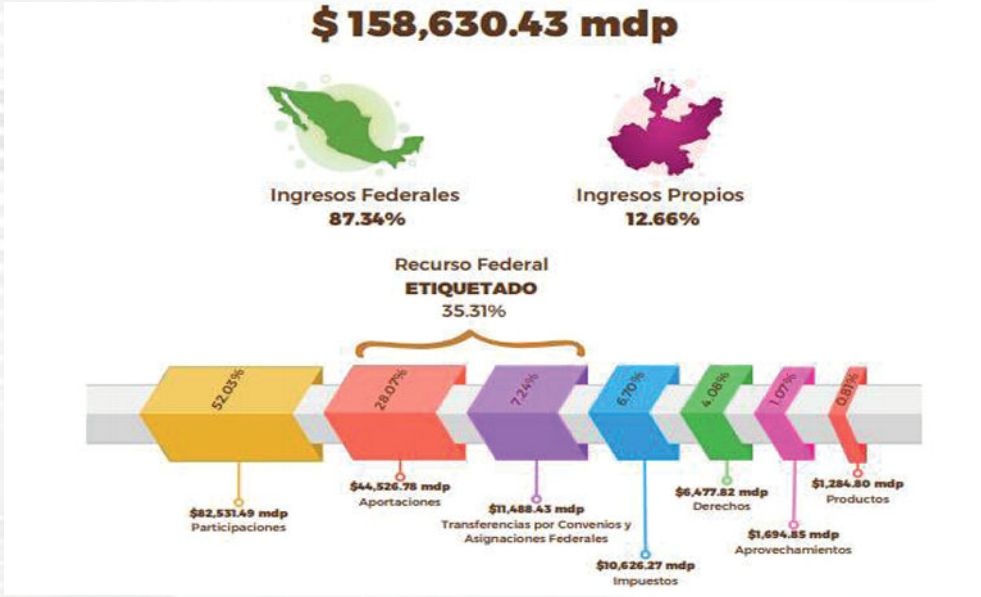 $ 158,630.43 mdp
Ingresos Federales
87.34%
Ingresos Propios
12.66%
Recurso Federal
ETIQUETADO
35.31%
52.03%
28.07%
7.24%
6.70%
4.08%
1.07%
0.81%
$82,531.49 mdp
Participaciones
$44,526.78 mdp
Aportaciones
$11,488.43 mdp
Transferencias por Convenios y
Asignaciones Federales
$10,626.27 mdp
Impuestos
$6,477.82 mdp
Derechos
$1,694.85 mdp
Aprovechamientos
$1,284.80 mdp
Productos